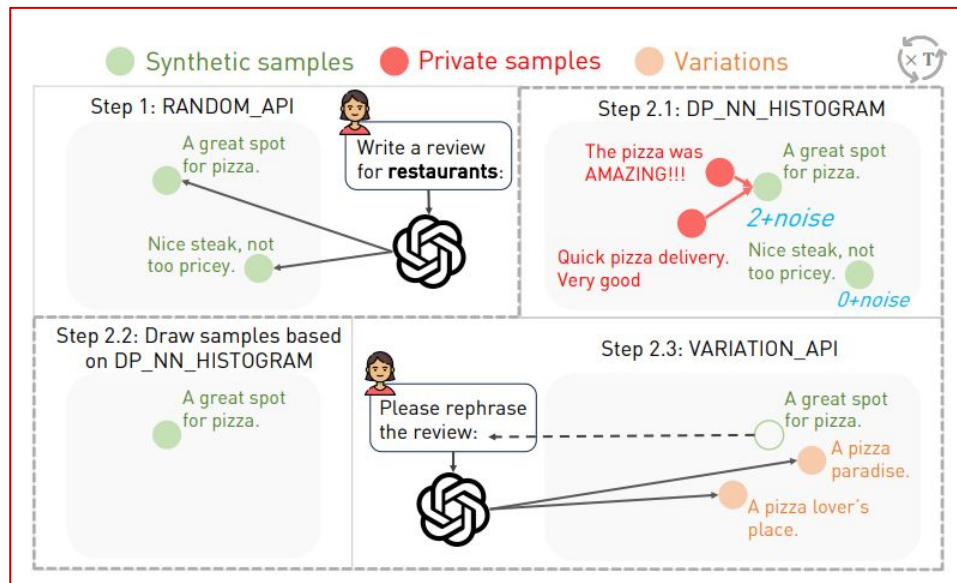 Synthetic samples
Private samples
Variations
× T
Step 1: RANDOM_API
A great spot
for pizza.
Nice steak, not
too pricey.
Write a review
for restaurants:
Step 2.1: DP_NN_HISTOGRAM
The pizza was
AMAZING!!!
A great spot
for pizza.
2+noise
Quick pizza delivery.
Very good
Nice steak, not
too pricey.
0+noise
Step 2.2: Draw samples based
on DP_NN_HISTOGRAM
A great spot
for pizza.
Step 2.3: VARIATION_API
Please rephrase
the review:
A great spot
for pizza.
A pizza
paradise.
A pizza lover's
place.